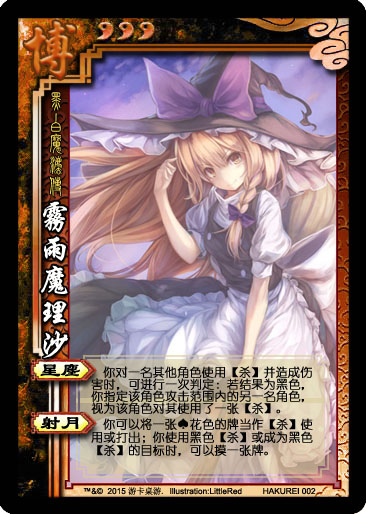 博
黑白魔法传
霧雨魔理沙
星塵
你对一名其他角色使用【杀】并造成伤
害时，可进行一次判定：若结果为黑色，
你指定该角色攻击范围内的另一名角色，
视为该角色对其使用了一张【杀】。
射月
你可以将一张♠花色的牌当作【杀】使
用或打出；你使用黑色【杀】或成为黑色
【杀】的目标时，可以摸一张牌。
™&© 2015 游卡桌游. Illustration:LittleRed HAKUREI 002